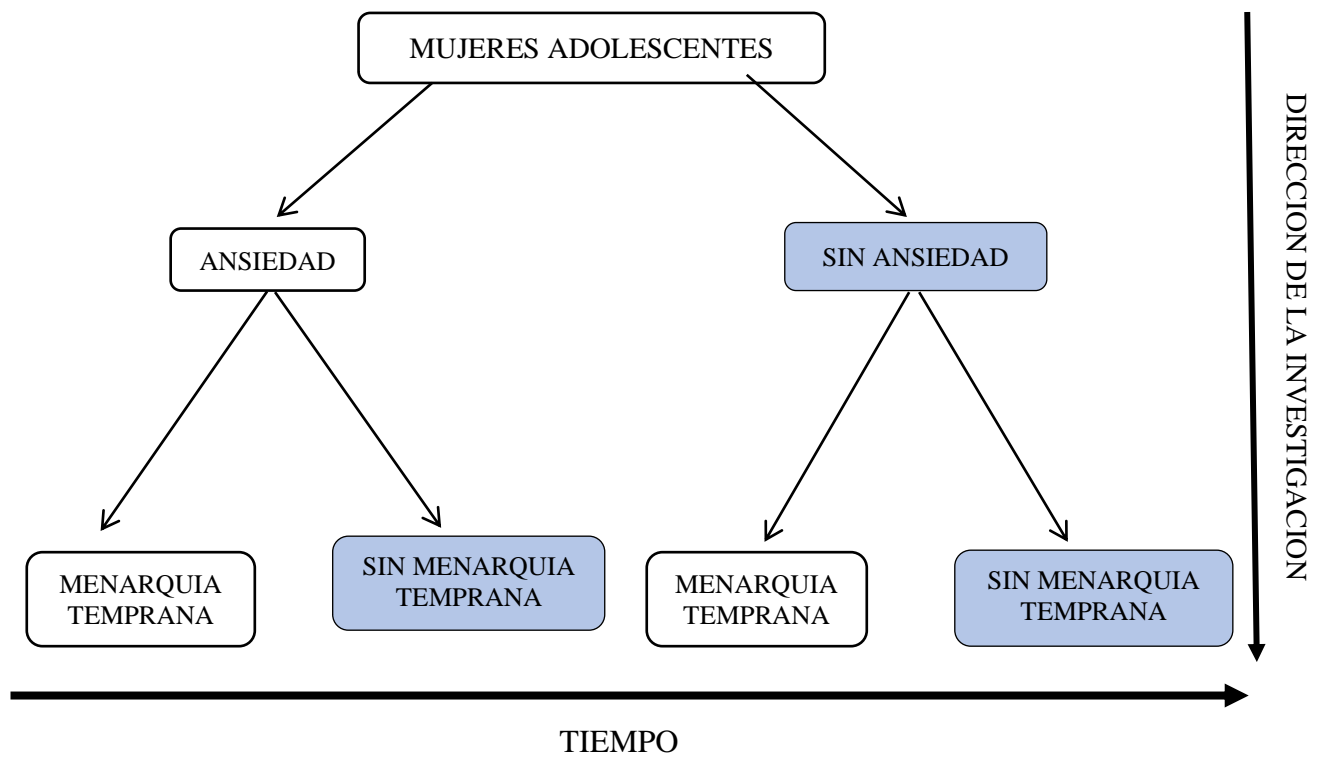 MUJERES ADOLESCENTES
ANSIEDAD
SIN ANSIEDAD
MENARQUIA
TEMPRANA
SIN MENARQUIA
TEMPRANA
MENARQUIA
TEMPRANA
SIN MENARQUIA
TEMPRANA
TIEMPO
DIRECCION DE LA INVESTIGACION